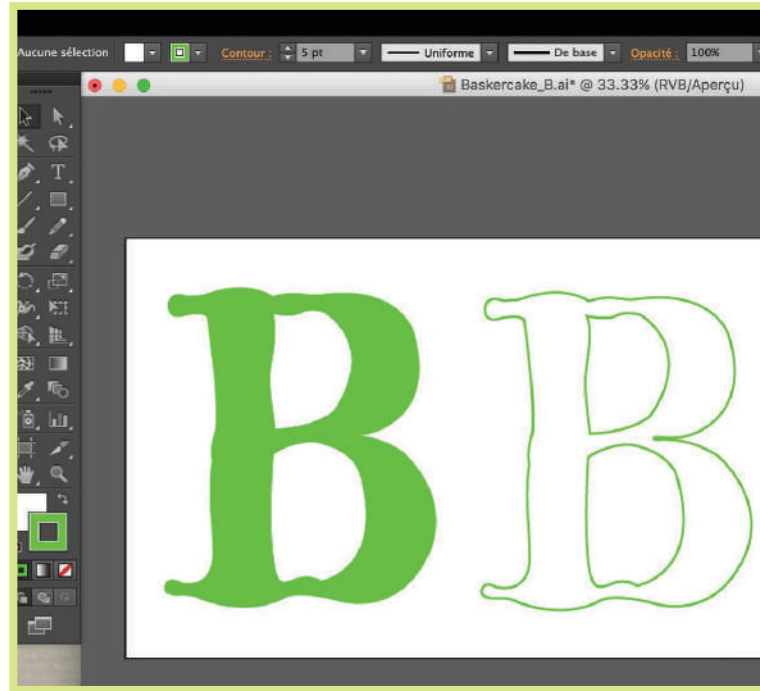 Aucune sélection Contour : 5 pt Uniforme De base Opacité : 100%
Baskercake_B.ai* @ 33.33% (RVB/Aperçu)
T
B B